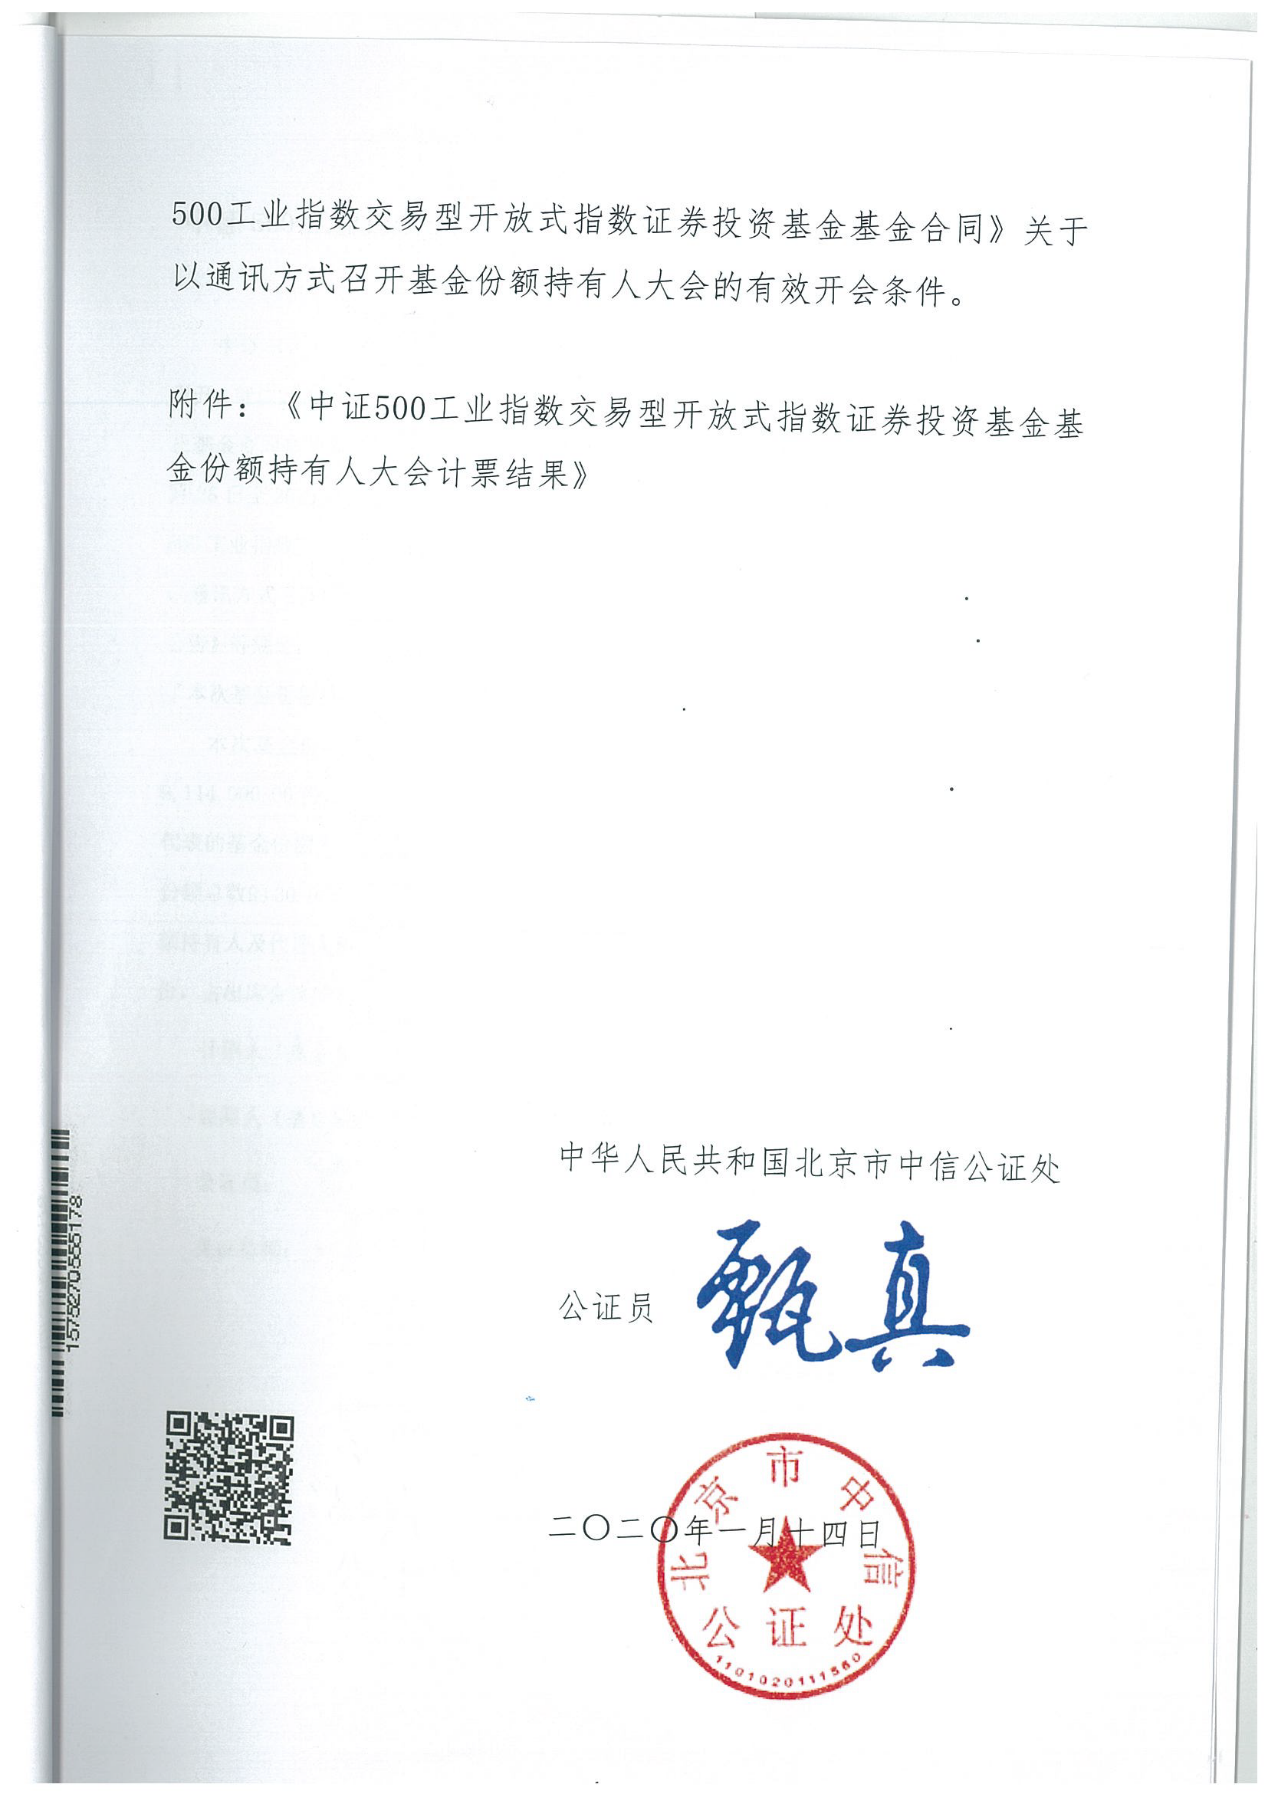 500工业指数交易型开放式指数证券投资基金基金合同》关于
以通讯方式召开基金份额持有人大会的有效开会条件。
附件：《中证500工业指数交易型开放式指数证券投资基金基
金份额持有人大会计票结果》
中华人民共和国北京市中信公证处
公证员 甄真
二〇二〇年一月十四日
北京市中信
公证处
1101020111560
157527055178